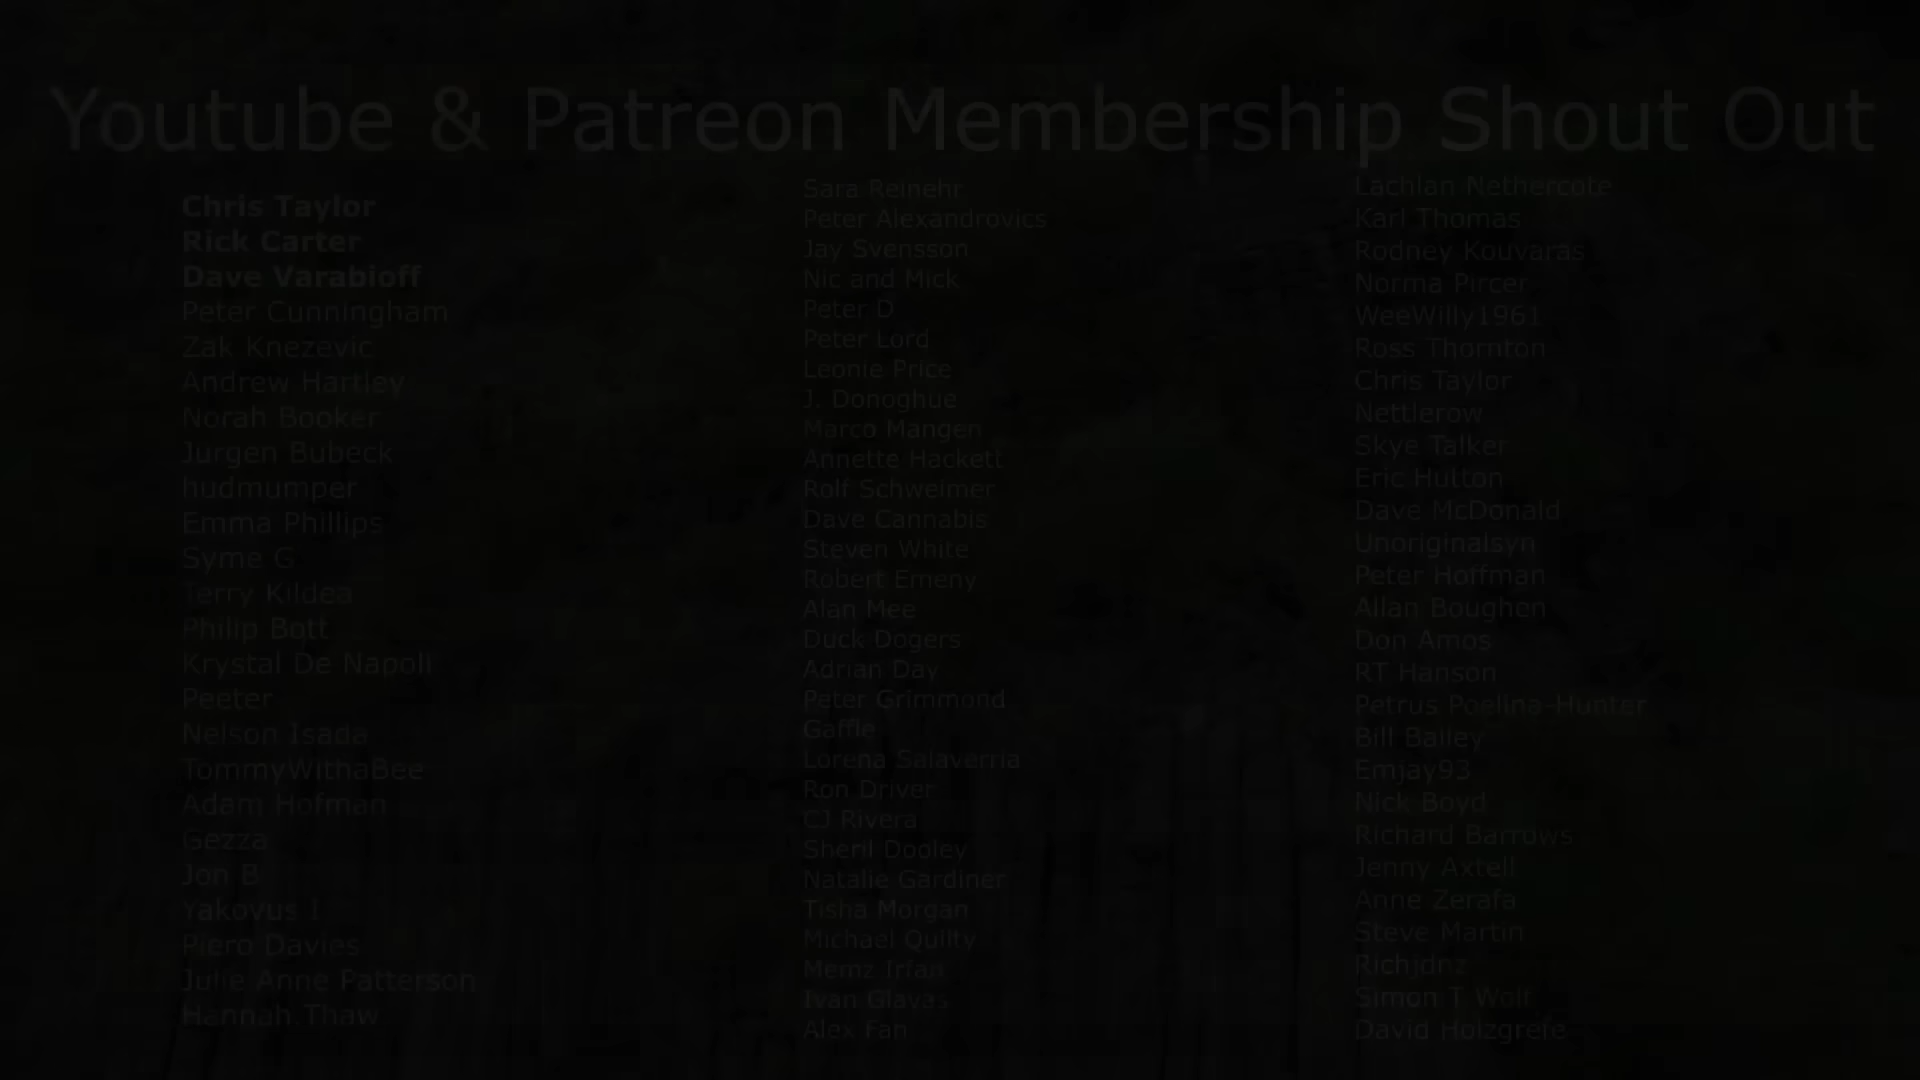 Youtube & Patreon Membership Shout Out
Chris Taylor
Rick Carter
Dave Varabioff
Peter Cunningham
Zak Knezevic
Andrew Hartley
Norah Booker
Jurgen Bubeck
hudmumper
Emma Phillips
Syme G
Terry Kildea
Philip Bott
Krystal De Napoli
Peeter
Nelson Isada
TommyWithaBee
Adam Hofman
Gezza
Jon B
Yakovus I
Piero Davies
Julie Anne Patterson
Hannah.Thaw
Sara Reinehr
Peter Alexandrovics
Jay Svensson
Nic and Mick
Peter D
Peter Lord
Leonie Price
J. Donoghue
Marco Mangen
Annette Hackett
Rolf Schweimer
Dave Cannabis
Steven White
Robert Emeny
Alan Mee
Duck Dogers
Adrian Day
Peter Grimmond
Gaffle
Lorena Salaverria
Ron Driver
CJ Rivera
Sheril Dooley
Natalie Gardiner
Tisha Morgan
Michael Quilty
Memz Irfan
Ivan Glavas
Alex Fan
Lachlan Nethercote
Karl Thomas
Rodney Kouvaras
Norma Pircer
WeeWilly1961
Ross Thornton
Chris Taylor
Nettlerow
Skye Talker
Eric Hutton
Dave McDonald
Unoriginalsyn
Peter Hoffman
Allan Boughen
Don Amos
RT Hanson
Petrus Poelina-Hunter
Bill Bailey
Emjay93
Nick Boyd
Richard Barrows
Jenny Axtell
Anne Zerafa
Steve Martin
Richjdnz
Simon T Wolf
David Holzgrefe